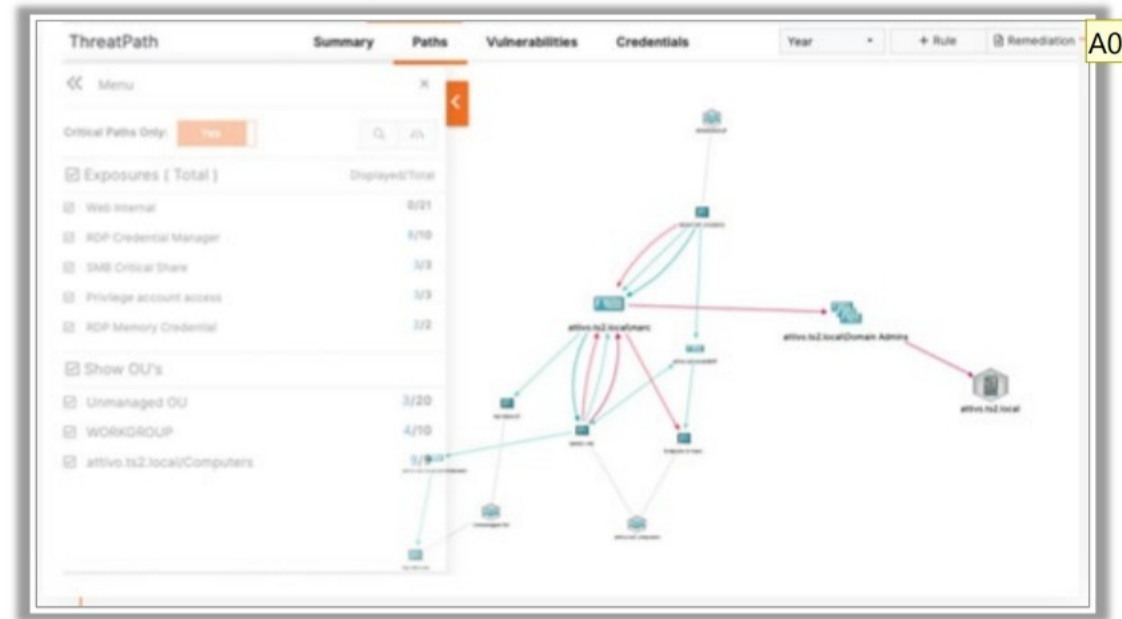 ThreatPath Summary Paths Vulnerabilities Credentials Year + Rule Remediation
A0
Menu
Critical Paths Only: Yes
Exposures ( Total ) Displayed/Total
Web Internal 0/21
RDP Credential Manager 8/10
SMB Critical Share 3/3
Privilege account access 3/3
RDP Memory Credential 2/2
Show OU's
Unmanaged OU 3/20
WORKGROUP 4/10
attivo.ts2.local/Computers 9/9
attivo.ts2.local\marc
attivo.ts2.local\Domain Admins
attivo.ts2.local